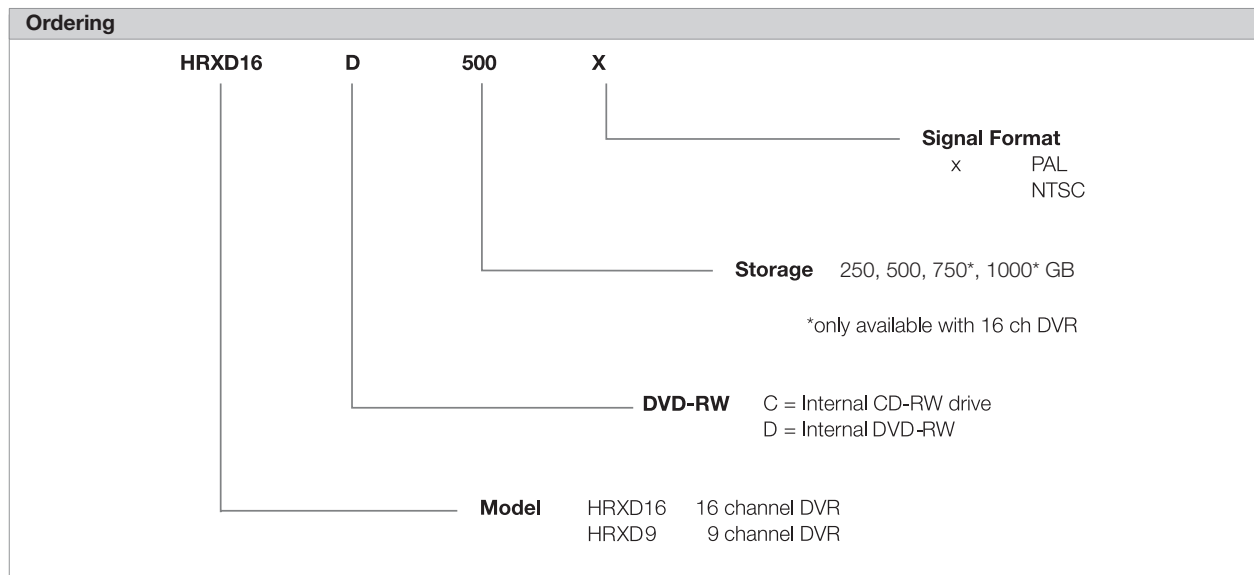 Ordering
HRXD16 D 500 X
Signal Format
x PAL
NTSC
Storage 250, 500, 750*, 1000* GB
*only available with 16 ch DVR
DVD-RW C = Internal CD-RW drive
D = Internal DVD-RW
Model HRXD16 16 channel DVR
HRXD9 9 channel DVR